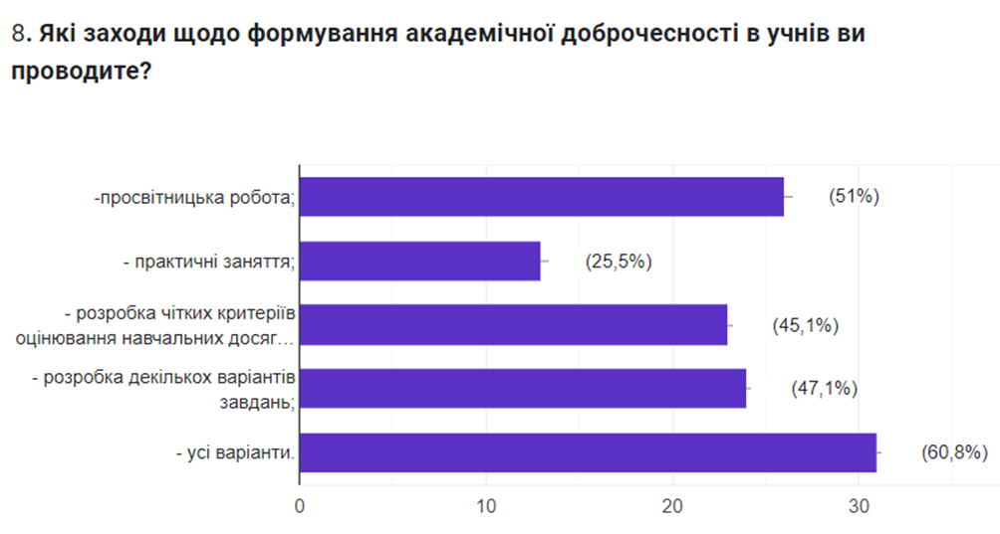 8. Які заходи щодо формування академічної доброчесності в учнів ви
проводите?
-просвітницька робота;
(51%)
- практичні заняття;
(25,5%)
- розробка чітких критеріїв
оцінювання навчальних досяг…
(45,1%)
- розробка декількох варіантів
завдань;
(47,1%)
- усі варіанти.
(60,8%)
0 10 20 30